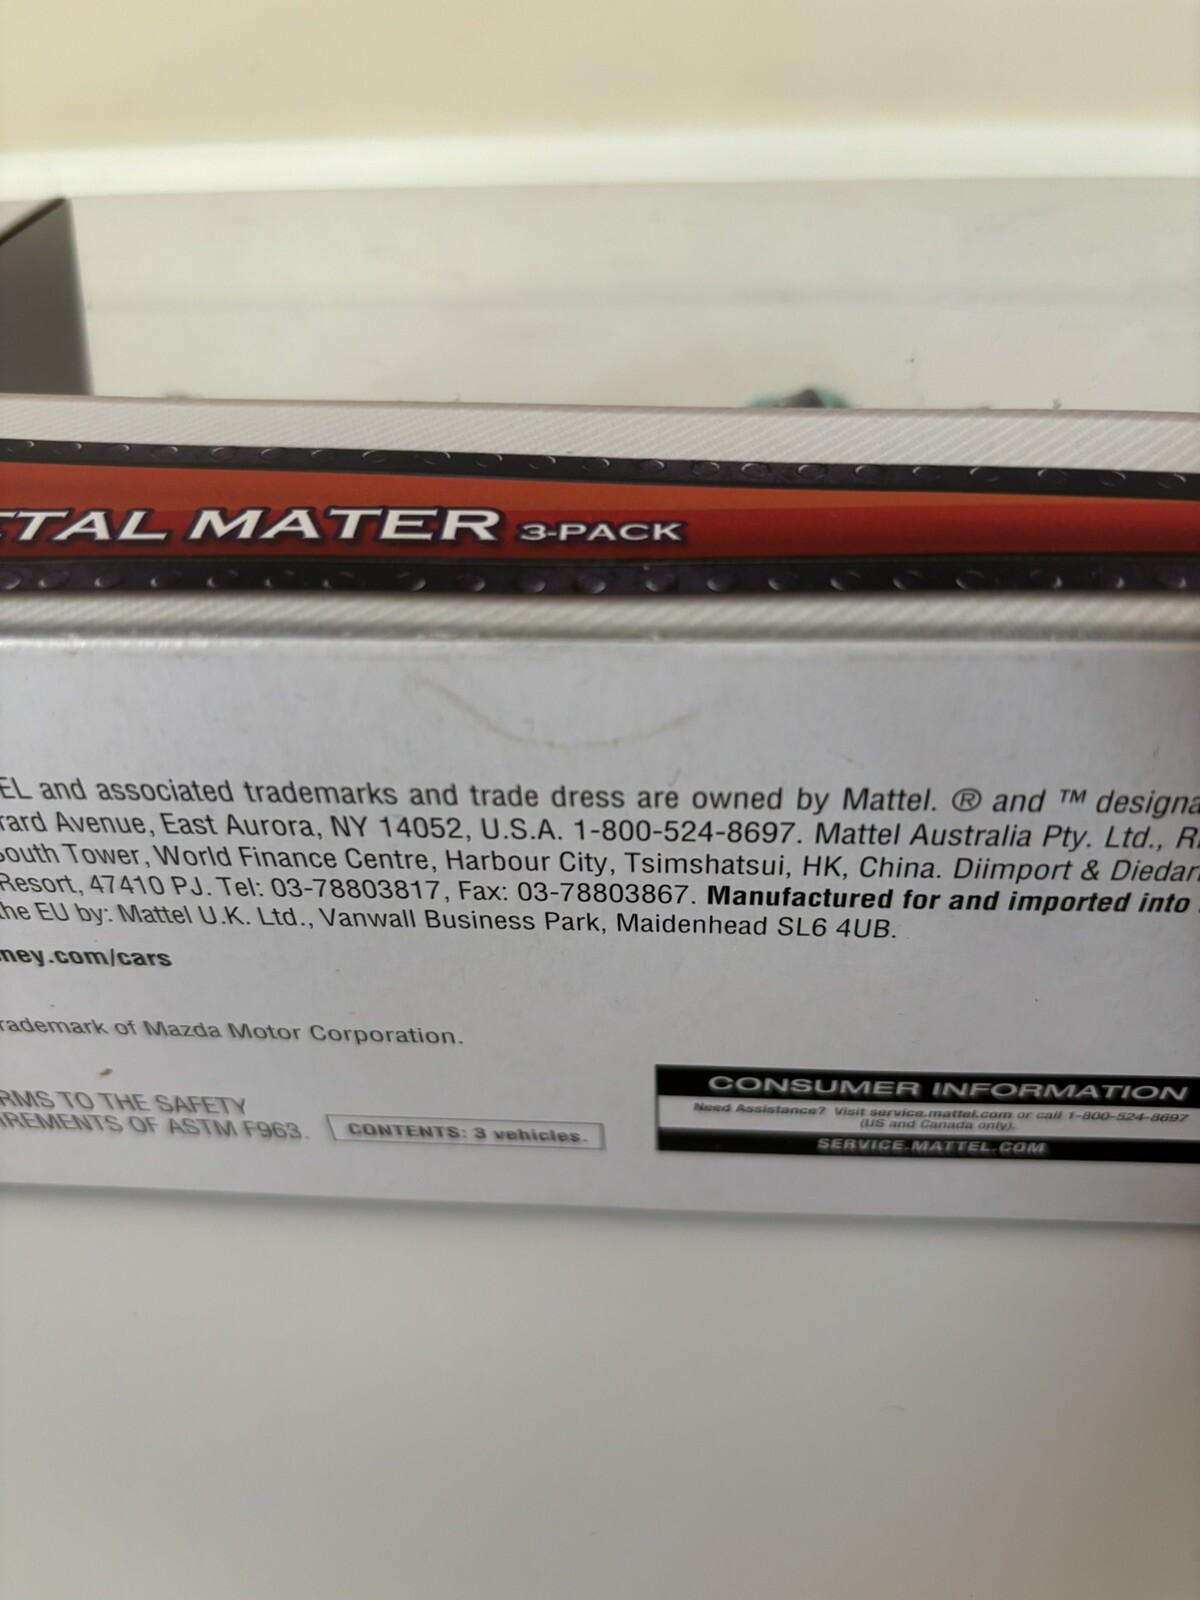 ETAL MATER 3-PACK
EL and associated trademarks and trade dress are owned by Mattel. ® and ™ designa
rard Avenue, East Aurora, NY 14052, U.S.A. 1-800-524-8697. Mattel Australia Pty. Ltd., Ri
South Tower, World Finance Centre, Harbour City, Tsimshatsui, HK, China. Diimport & Diedar
Resort, 47410 PJ. Tel: 03-78803817, Fax: 03-78803867. Manufactured for and imported into
the EU by: Mattel U.K. Ltd., Vanwall Business Park, Maidenhead SL6 4UB.
ney.com/cars
rademark of Mazda Motor Corporation.
RMS TO THE SAFETY
IREMENTS OF ASTM F963.
CONTENTS: 3 vehicles.
CONSUMER INFORMATION
Need Assistance? Visit service.mattel.com or call 1-800-524-8697
(US and Canada only).
SERVICE.MATTEL.COM